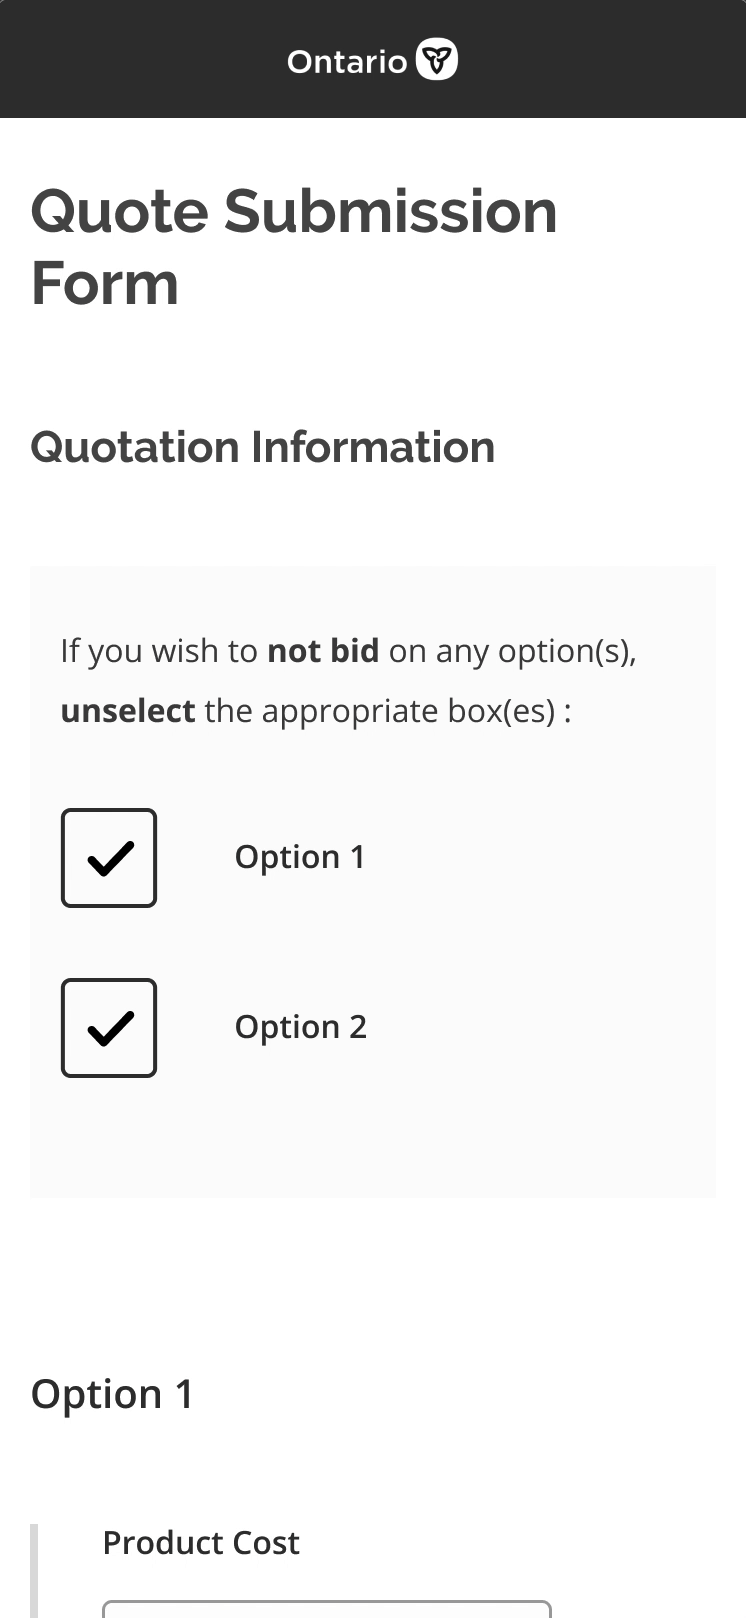 Ontario
Quote Submission
Form
Quotation Information
If you wish to not bid on any option(s),
unselect the appropriate box(es) :
Option 1
Option 2
Option 1
Product Cost